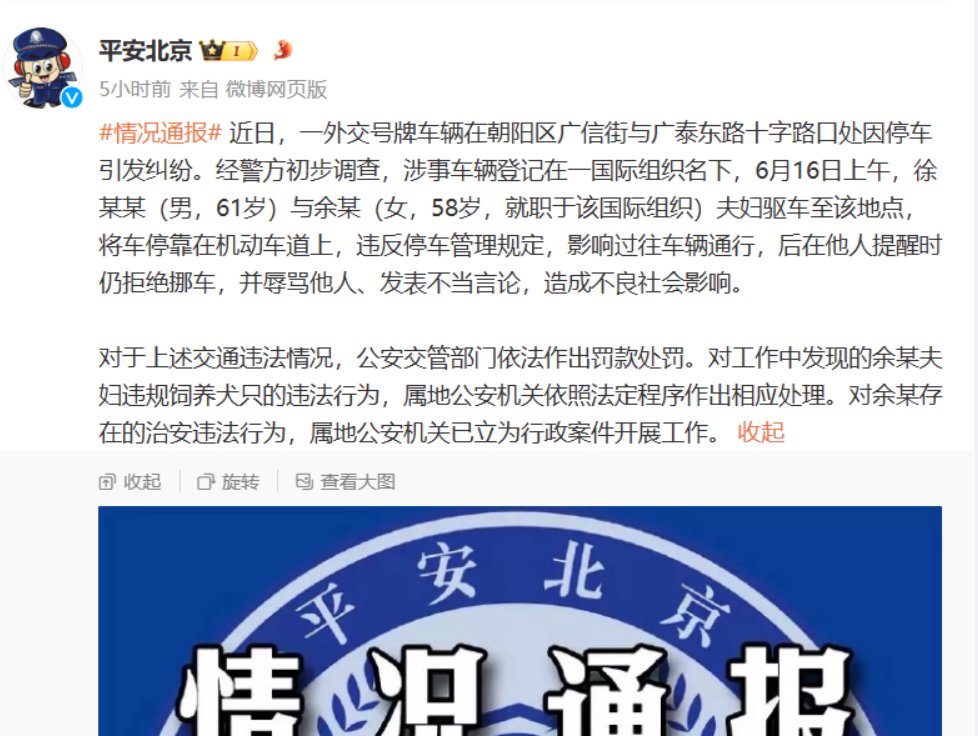 平安北京
5小时前 来自 微博网页版
#情况通报# 近日，一外交号牌车辆在朝阳区广信街与广泰东路十字路口处因停车
引发纠纷。经警方初步调查，涉事车辆登记在一国际组织名下，6月16日上午，徐
某某（男，61岁）与余某（女，58岁，就职于该国际组织）夫妇驱车至该地点，
将车停靠在机动车道上，违反停车管理规定，影响过往车辆通行，后在他人提醒时
仍拒绝挪车，并辱骂他人、发表不当言论，造成不良社会影响。
对于上述交通违法情况，公安交管部门依法作出罚款处罚。对工作中发现的余某夫
妇违规饲养犬只的违法行为，属地公安机关依照法定程序作出相应处理。对余某存
在的治安违法行为，属地公安机关已立为行政案件开展工作。 收起
收起 旋转 查看大图
平安北京
情况通报